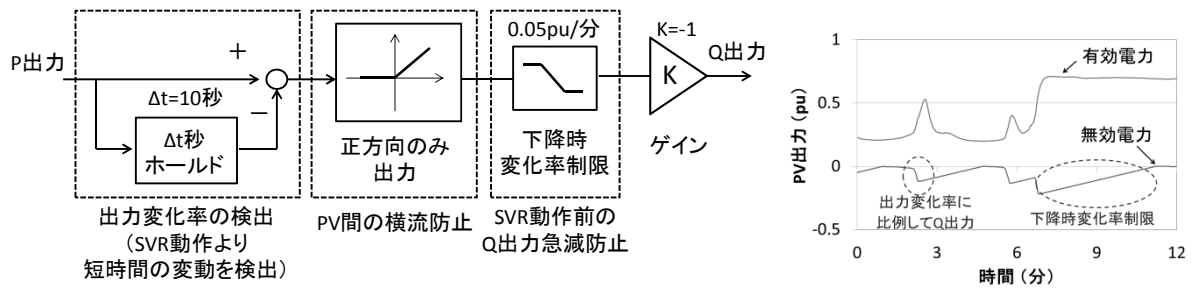 P出力
+
−
Δt=10秒
Δt秒
ホールド
出力変化率の検出
（SVR動作より
短時間の変動を検出）
正方向のみ
出力
PV間の横流防止
0.05pu/分
下降時
変化率制限
SVR動作前の
Q出力急減防止
K=-1
K
ゲイン
Q出力
PV出力（pu）
1
0.5
0
-0.5
有効電力
無効電力
出力変化率に
比例してQ出力
下降時変化率制限
0
3
6
9
12
時間（分）